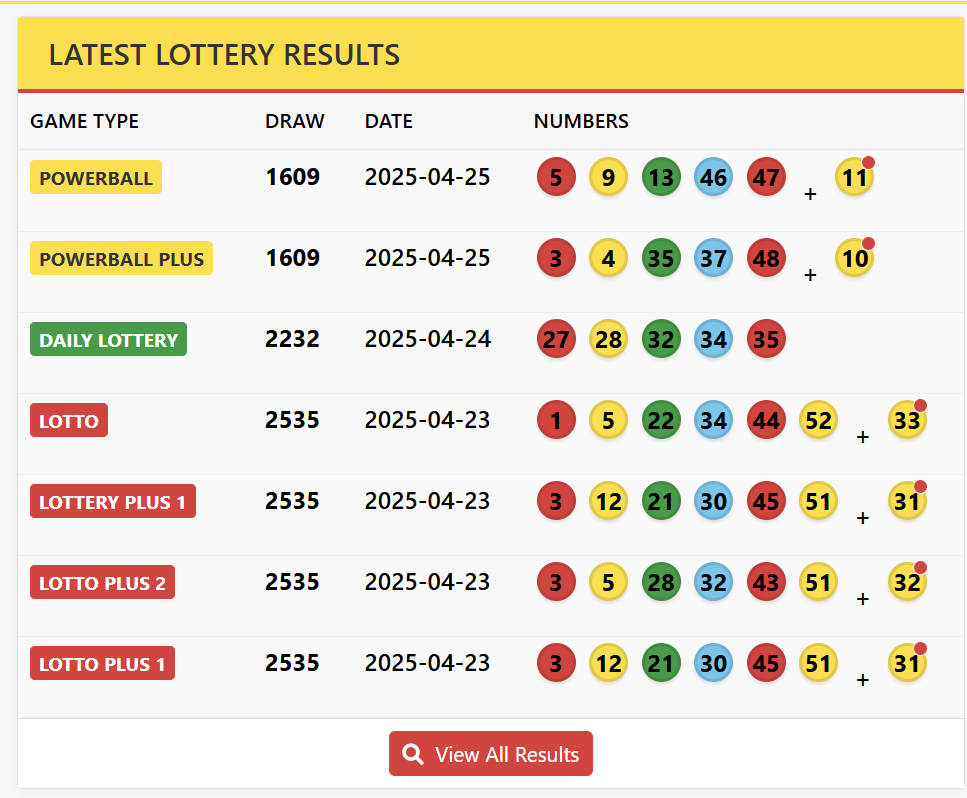 LATEST LOTTERY RESULTS
GAME TYPE DRAW DATE NUMBERS
POWERBALL 1609 2025-04-25 5 9 13 46 47 + 11
POWERBALL PLUS 1609 2025-04-25 3 4 35 37 48 + 10
DAILY LOTTERY 2232 2025-04-24 27 28 32 34 35
LOTTO 2535 2025-04-23 1 5 22 34 44 52 + 33
LOTTERY PLUS 1 2535 2025-04-23 3 12 21 30 45 51 + 31
LOTTO PLUS 2 2535 2025-04-23 3 5 28 32 43 51 + 32
LOTTO PLUS 1 2535 2025-04-23 3 12 21 30 45 51 + 31
View All Results